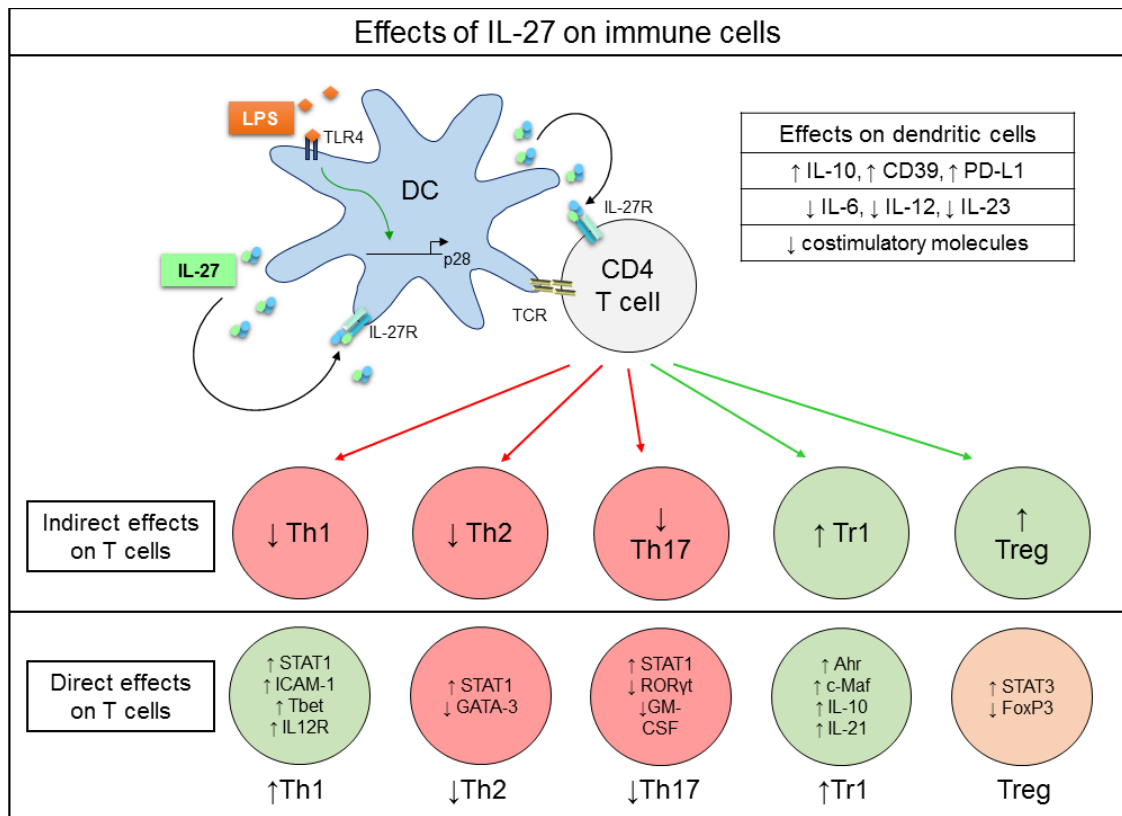 Effects of IL-27 on immune cells
LPS
TLR4
DC
p28
IL-27
IL-27R
IL-27R
CD4
T cell
TCR
Effects on dendritic cells
↑ IL-10, ↑ CD39, ↑ PD-L1
↓ IL-6, ↓ IL-12, ↓ IL-23
↓ costimulatory molecules
Indirect effects
on T cells
↓ Th1
↓ Th2
↓
Th17
↑ Tr1
↑
Treg
Direct effects
on T cells
↑ STAT1
↑ ICAM-1
↑ Tbet
↑ IL12R
↑Th1
↑ STAT1
↓ GATA-3
↓Th2
↑ STAT1
↓ RORγt
↓GM-
CSF
↓Th17
↑ Ahr
↑ c-Maf
↑ IL-10
↑ IL-21
↑Tr1
↑ STAT3
↓ FoxP3
Treg